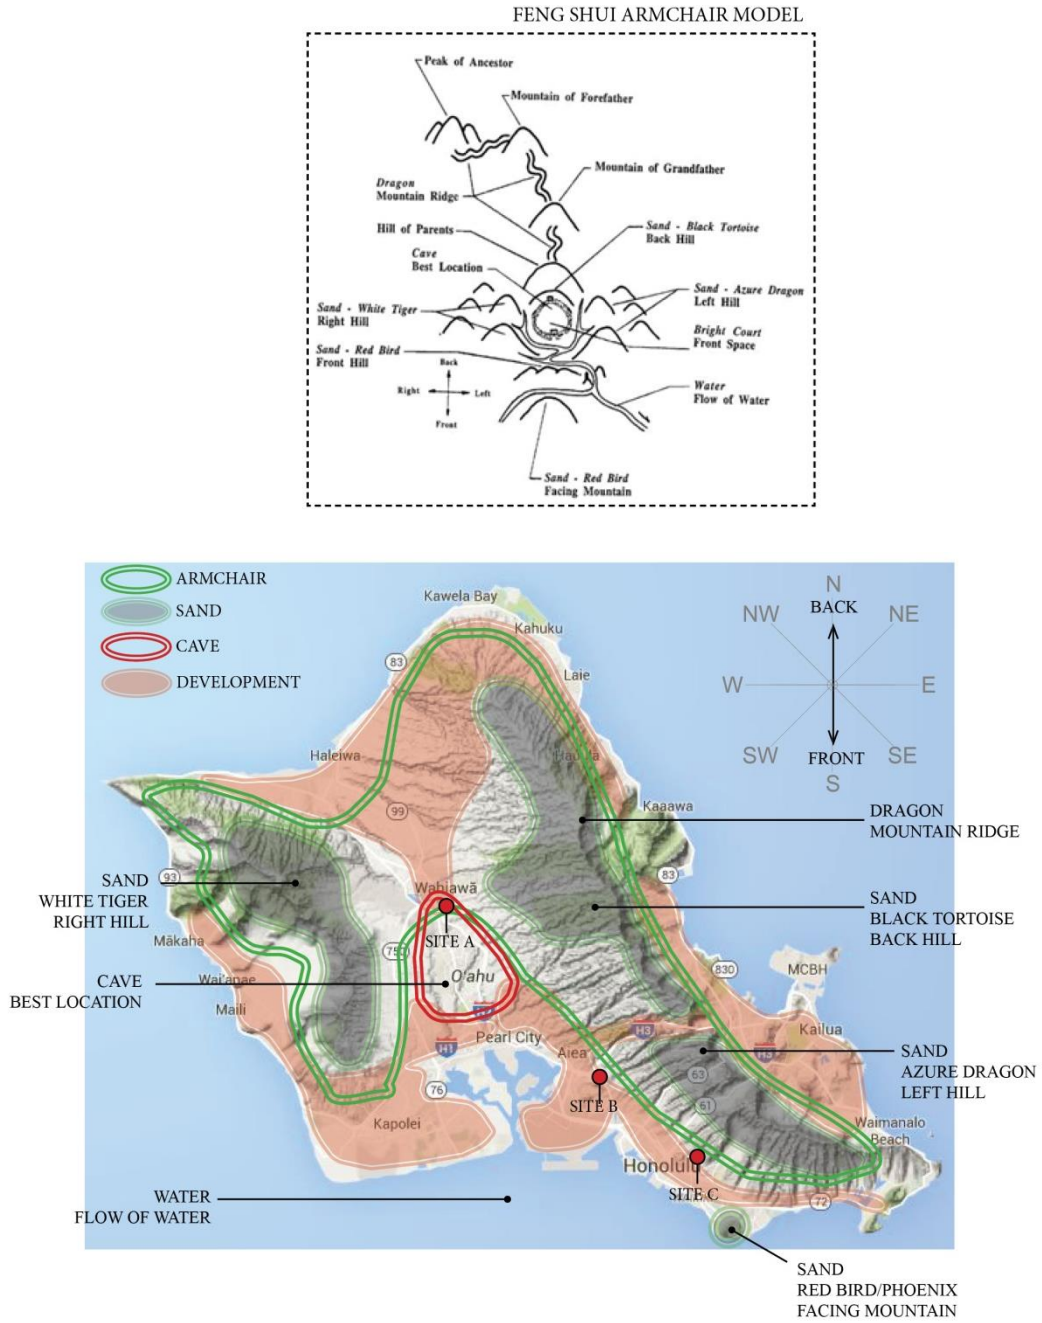 FENG SHUI ARMCHAIR MODEL
Peak of Ancestor
Mountain of Forefather
Mountain of Grandfather
Dragon
Mountain Ridge
Sand - Black Tortoise
Back Hill
Hill of Parents
Cave
Best Location
Sand - Azure Dragon
Left Hill
Sand - White Tiger
Right Hill
Bright Court
Front Space
Sand - Red Bird
Front Hill
Back
Right
Left
Front
Water
Flow of Water
Sand - Red Bird
Facing Mountain
ARMCHAIR
SAND
CAVE
DEVELOPMENT
N
BACK
NW
NE
W
E
SW
SE
FRONT
S
Kawela Bay
Kahuku
83
Laie
Haleiwa
Hauula
Kaaawa
99
DRAGON
MOUNTAIN RIDGE
83
93
SAND
WHITE TIGER
RIGHT HILL
Wahiawā
SITE A
SAND
BLACK TORTOISE
BACK HILL
Mākaha
750
830
MCBH
CAVE
BEST LOCATION
Wai'anae
O'ahu
Maili
H2
Pearl City
H1
H3
H3
Kailua
Aiea
SAND
AZURE DRAGON
LEFT HILL
63
76
SITE B
61
Kapolei
Waimanalo
Beach
Honolulu
SITE C
72
WATER
FLOW OF WATER
SAND
RED BIRD/PHOENIX
FACING MOUNTAIN